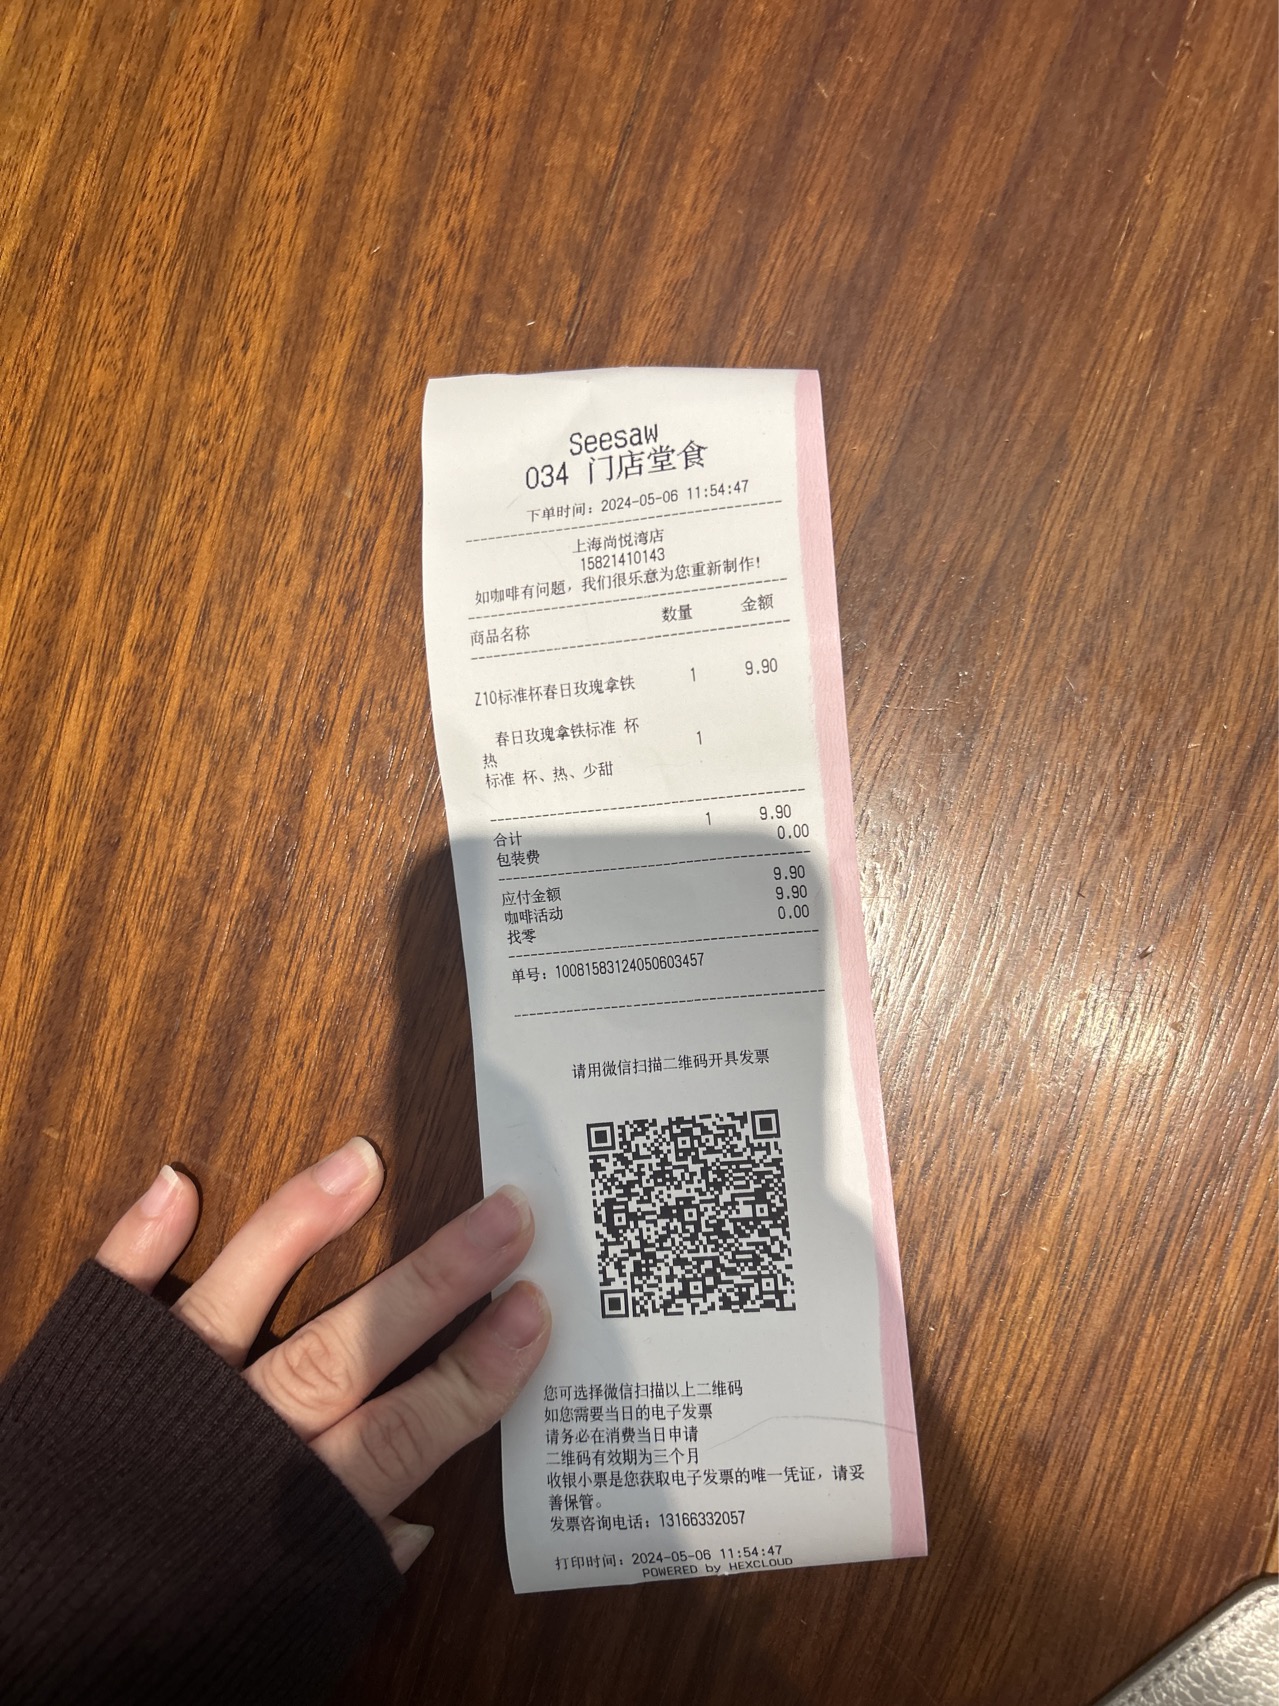 Seesaw
034 门店堂食
下单时间：2024-05-06 11:54:47
上海尚悦湾店
15821410143
如咖啡有问题，我们很乐意为您重新制作！
商品名称 数量 金额
Z10标准杯春日玫瑰拿铁 1 9.90
春日玫瑰拿铁标准 杯 1
热
标准 杯、热、少甜
合计 1 9.90
包装费 0.00
应付金额 9.90
咖啡活动 9.90
找零 0.00
单号：10081583124050603457
请用微信扫描二维码开具发票
您可选择微信扫描以上二维码
如您需要当日的电子发票
请务必在消费当日申请
二维码有效期为三个月
收银小票是您获取电子发票的唯一凭证，请妥
善保管。
发票咨询电话：13166332057
打印时间：2024-05-06 11:54:47
POWERED by HEXCLOUD